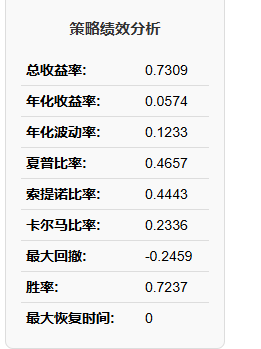 策略绩效分析
总收益率: 0.7309
年化收益率: 0.0574
年化波动率: 0.1233
夏普比率: 0.4657
索提诺比率: 0.4443
卡尔马比率: 0.2336
最大回撤: -0.2459
胜率: 0.7237
最大恢复时间: 0